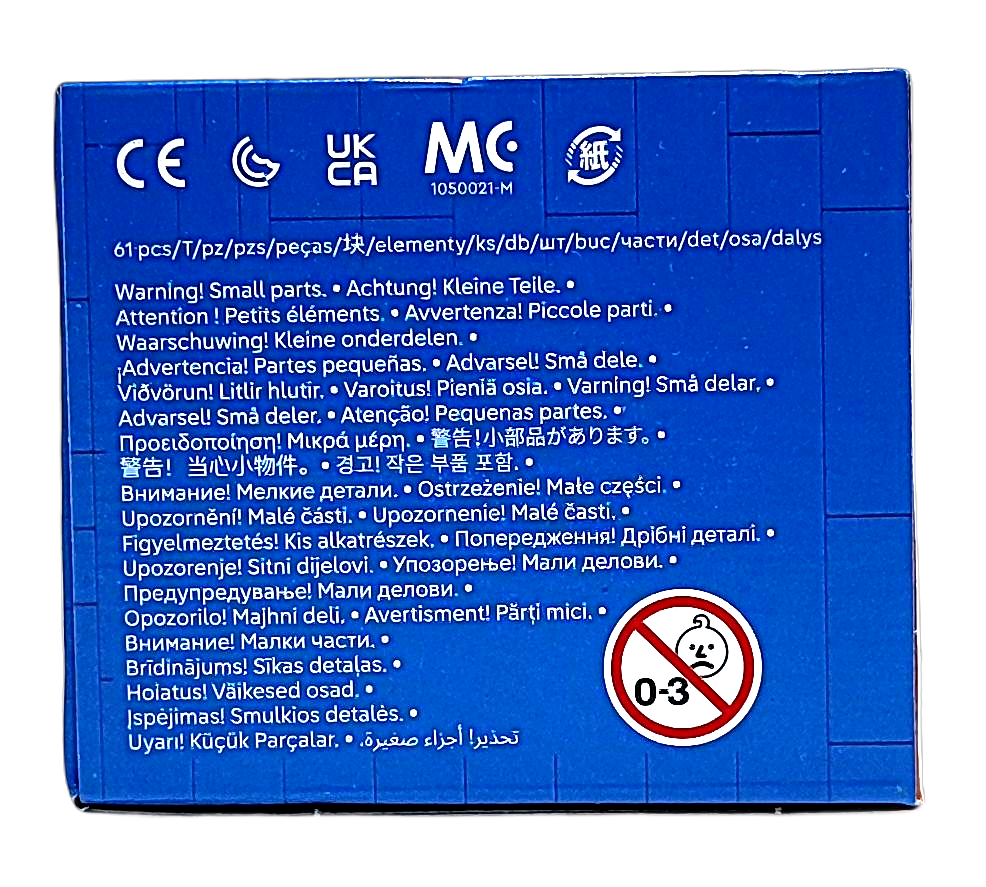 CE UK CA MC 紙
1050021-M
61 pcs/T/pz/pzs/peças/块/elementy/ks/db/шт/buc/части/det/osa/dalys
Warning! Small parts. • Achtung! Kleine Teile. •
Attention ! Petits éléments. • Avvertenza! Piccole parti. •
Waarschuwing! Kleine onderdelen. •
¡Advertencia! Partes pequeñas. • Advarsel! Små dele. •
Viðvörun! Litlir hlutir. • Varoitus! Pieniä osia. • Varning! Små delar. •
Advarsel! Små deler. • Atenção! Pequenas partes. •
Προειδοποίηση! Μικρά μέρη. • 警告!小部品があります。 •
警告! 当心小物件。 • 경고! 작은 부품 포함. •
Внимание! Мелкие детали. • Ostrzeżenie! Małe części. •
Upozornění! Malé části. • Upozornenie! Malé časti. •
Figyelmeztetés! Kis alkatrészek. • Попередження! Дрібні деталі. •
Upozorenje! Sitni dijelovi. • Упозорење! Мали делови. •
Предупредување! Мали делови. •
Opozorilo! Majhni deli. • Avertisment! Părți mici. •
Внимание! Малки части. •
Brīdinājums! Sīkas detaļas. •
Hoiatus! Väikesed osad. •
Įspėjimas! Smulkios detalės. •
Uyarı! Küçük Parçalar. • تحذير! أجزاء صغيرة.
0-3